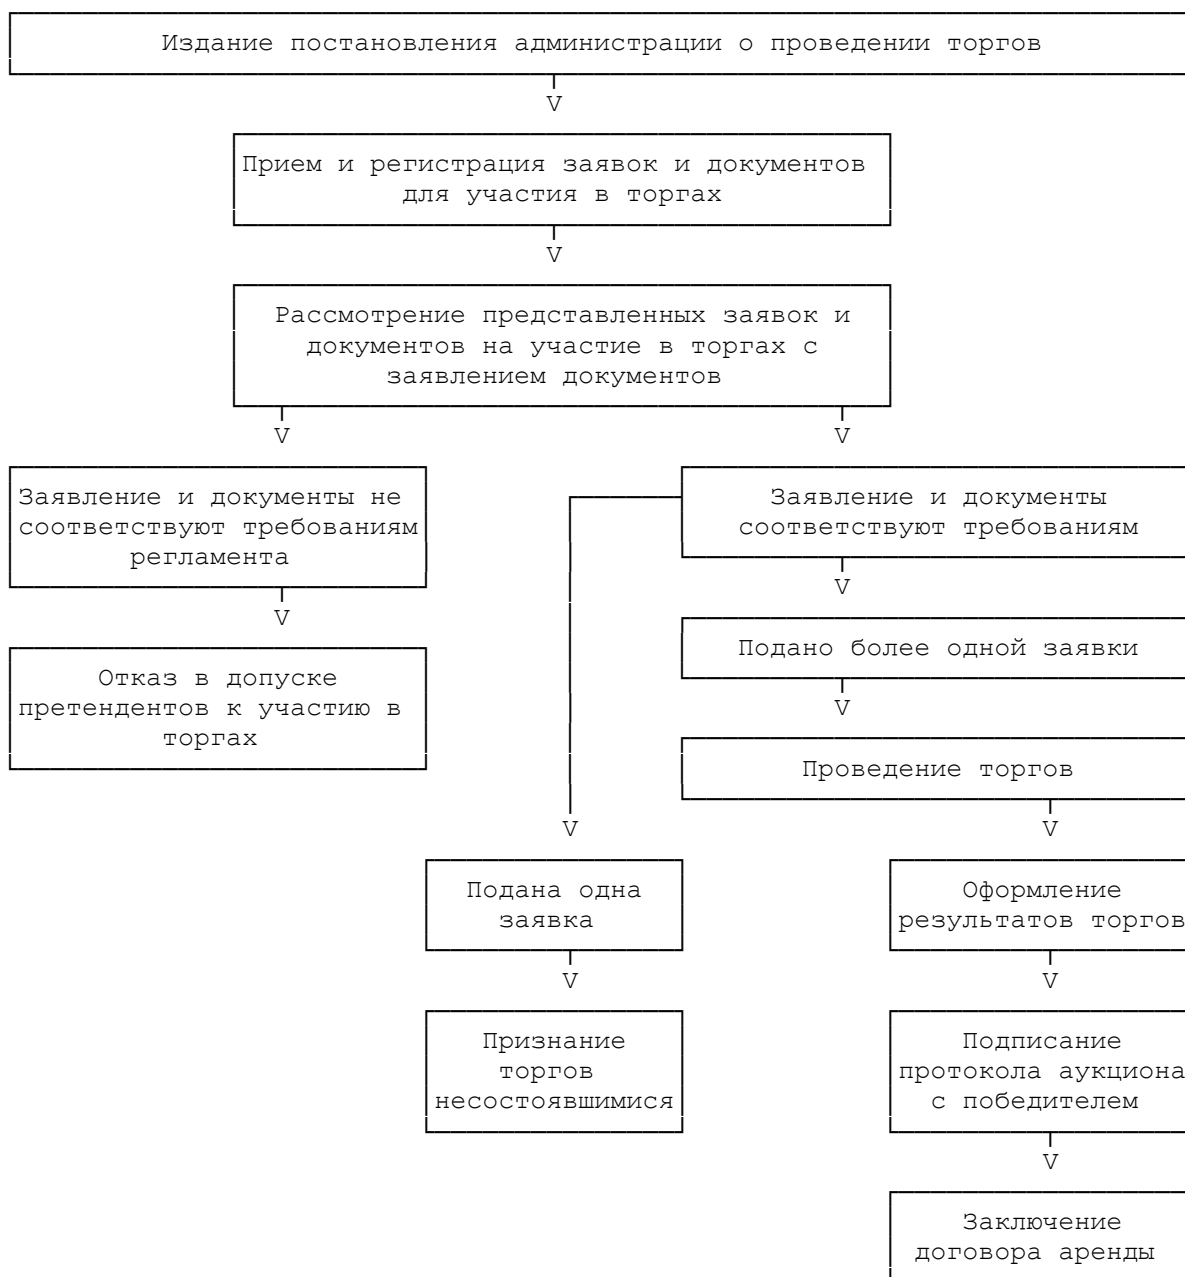 Издание постановления администрации о проведении торгов
V
Прием и регистрация заявок и документов
для участия в торгах
V
Рассмотрение представленных заявок и
документов на участие в торгах с
заявлением документов
V V
Заявление и документы не
соответствуют требованиям
регламента
Заявление и документы
соответствуют требованиям
V
V
Подано более одной заявки
Отказ в допуске
претендентов к участию в
торгах
V
Проведение торгов
V V
Подана одна
заявка
Оформление
результатов торгов
V V
Признание
торгов
несостоявшимися
Подписание
протокола аукциона
с победителем
V
Заключение
договора аренды